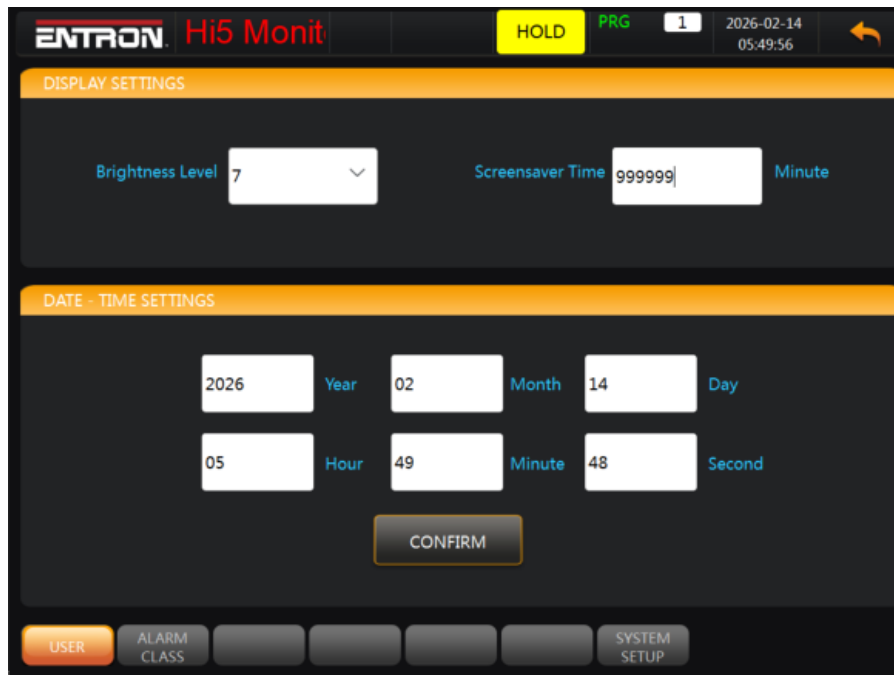 ENTRON. Hi5 Monit HOLD PRG 1 2026-02-14
05:49:56
DISPLAY SETTINGS
Brightness Level 7 Screensaver Time 999999 Minute
DATE - TIME SETTINGS
2026 Year 02 Month 14 Day
05 Hour 49 Minute 48 Second
CONFIRM
USER ALARM CLASS SYSTEM SETUP